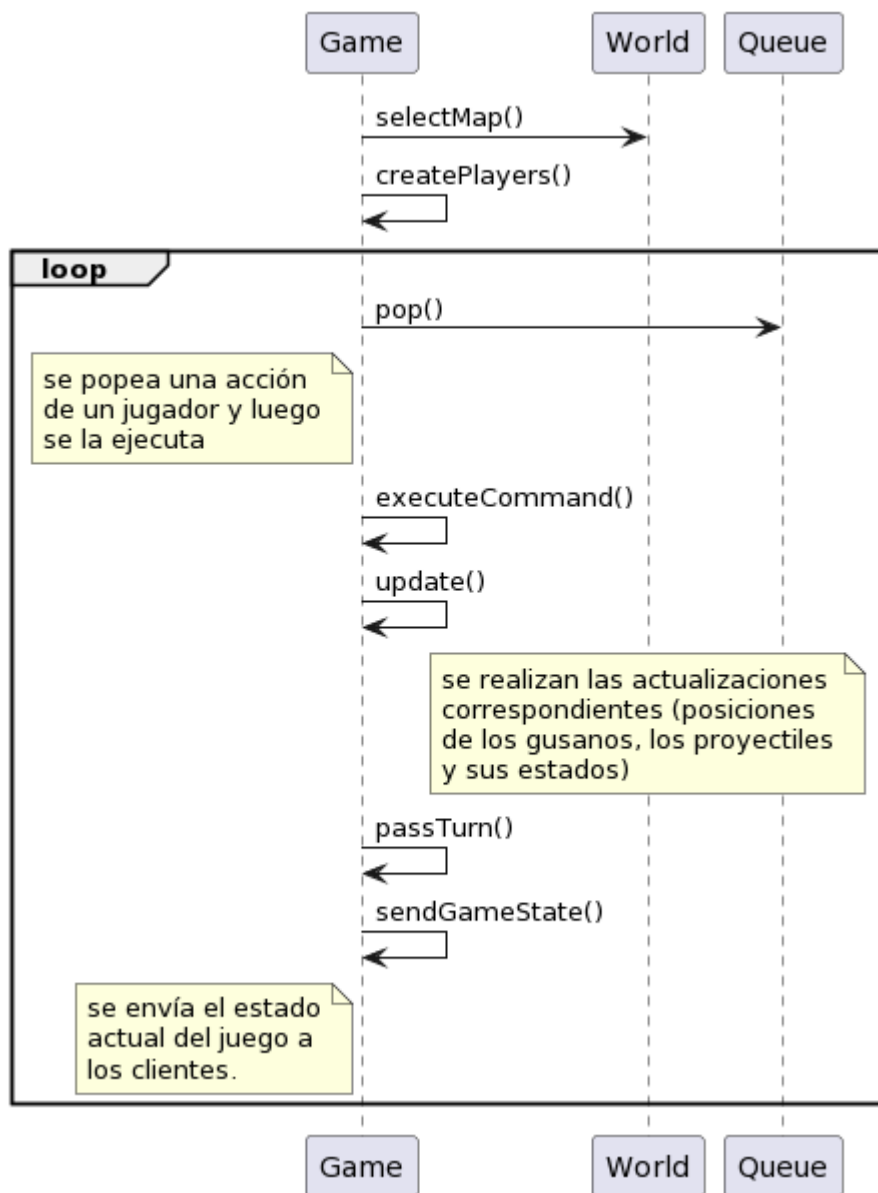 Game World Queue
selectMap()
createPlayers()
loop
pop()
se popea una acción
de un jugador y luego
se la ejecuta
executeCommand()
update()
se realizan las actualizaciones
correspondientes (posiciones
de los gusanos, los proyectiles
y sus estados)
passTurn()
sendGameState()
se envía el estado
actual del juego a
los clientes.
Game World Queue